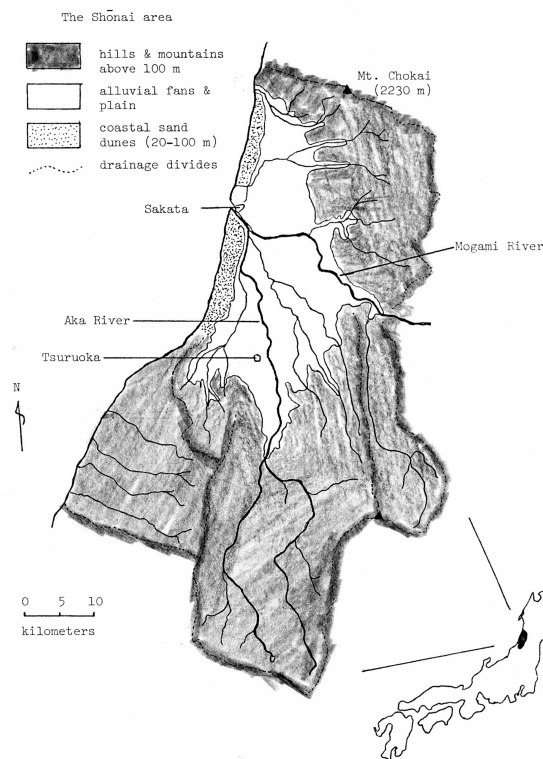 The Shōnai area
hills & mountains
above 100 m
alluvial fans &
plain
coastal sand
dunes (20-100 m)
drainage divides
Mt. Chokai
(2230 m)
Sakata
Mogami River
Aka River
Tsuruoka
N
0 5 10
kilometers